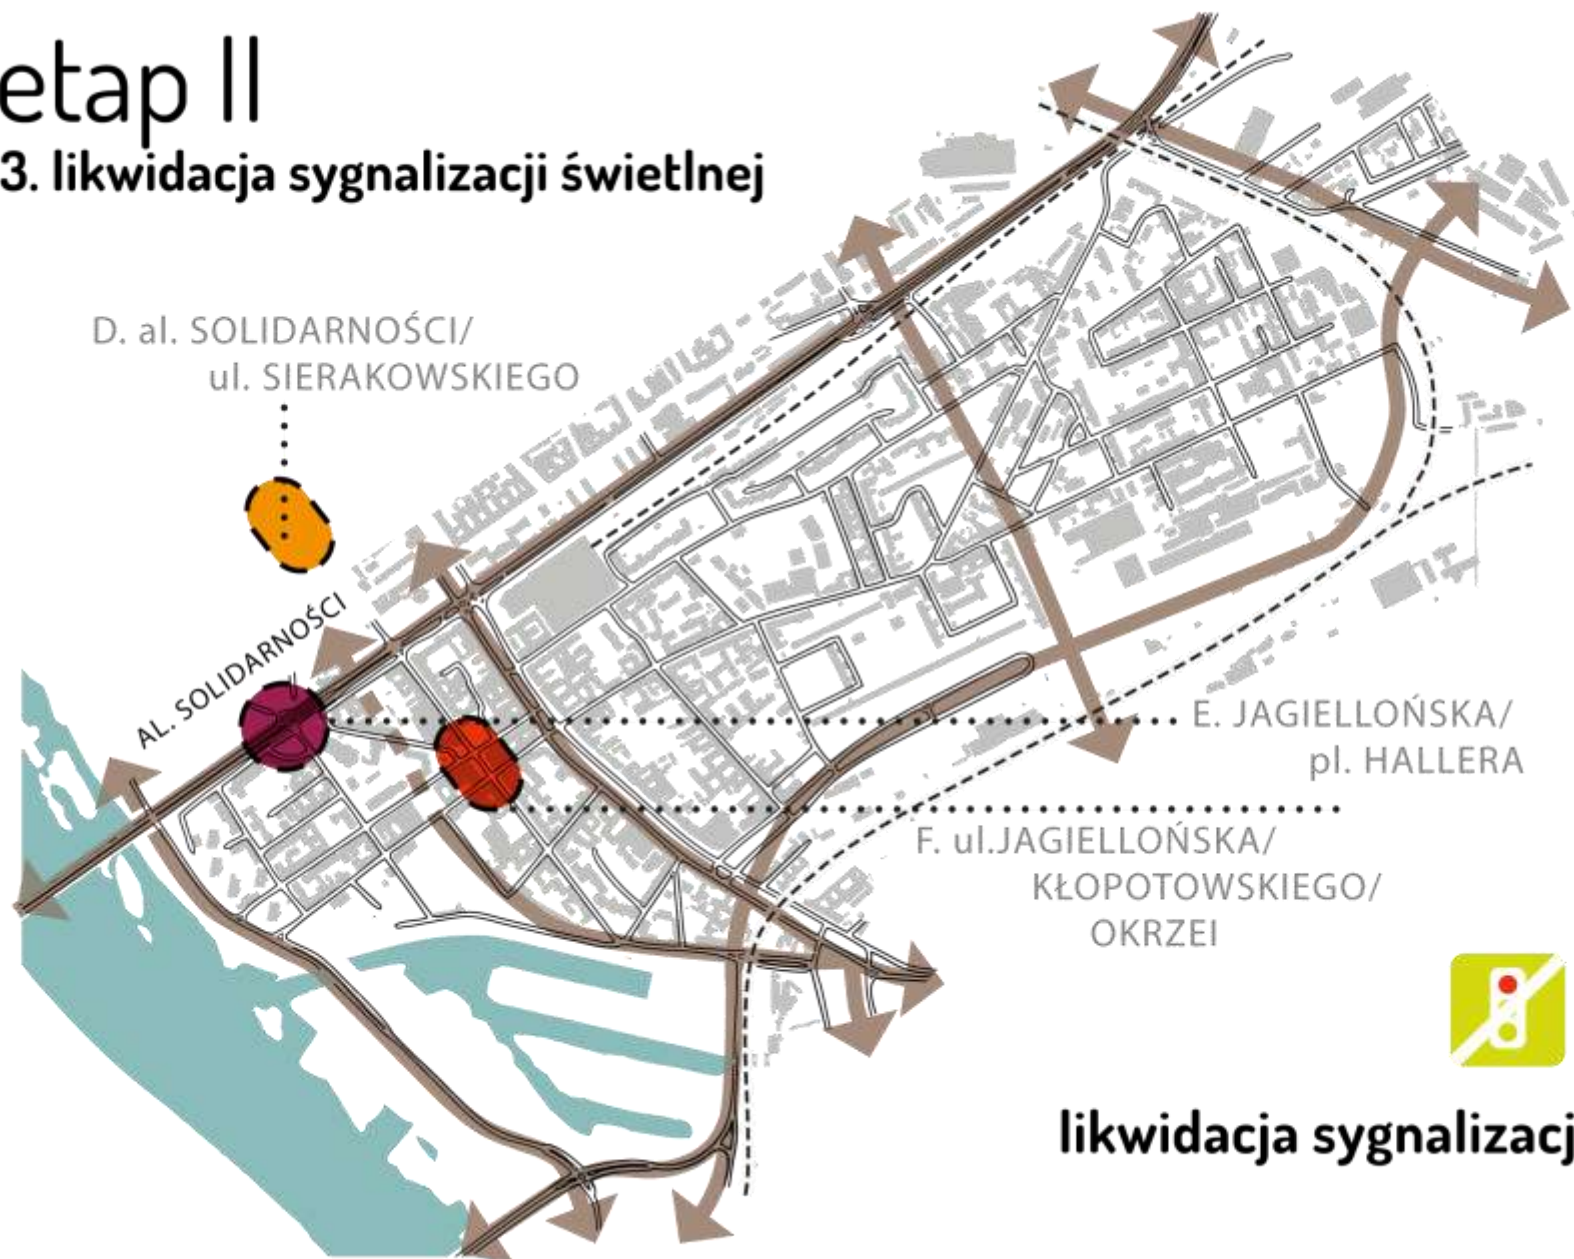 etap II
3. likwidacja sygnalizacji świetlnej
D. al. SOLIDARNOŚCI/
ul. SIERAKOWSKIEGO
AL. SOLIDARNOŚCI
E. JAGIELLOŃSKA/
pl. HALLERA
F. ul.JAGIELLOŃSKA/
KŁOPOTOWSKIEGO/
OKRZEI
likwidacja sygnalizacj